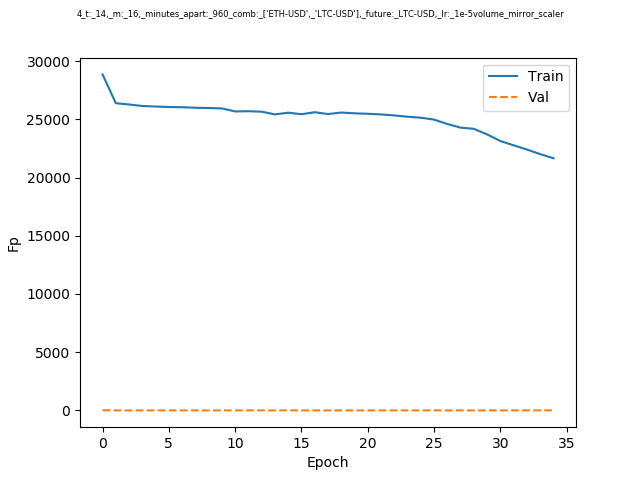 4_t:_14,_m:_16,_minutes_apart:_960_comb:_['ETH-USD',_'LTC-USD'],_future:_LTC-USD,_lr:_1e-5volume_mirror_scaler
30000
25000
20000
15000
10000
5000
0
Fp
Train
Val
0 5 10 15 20 25 30 35
Epoch